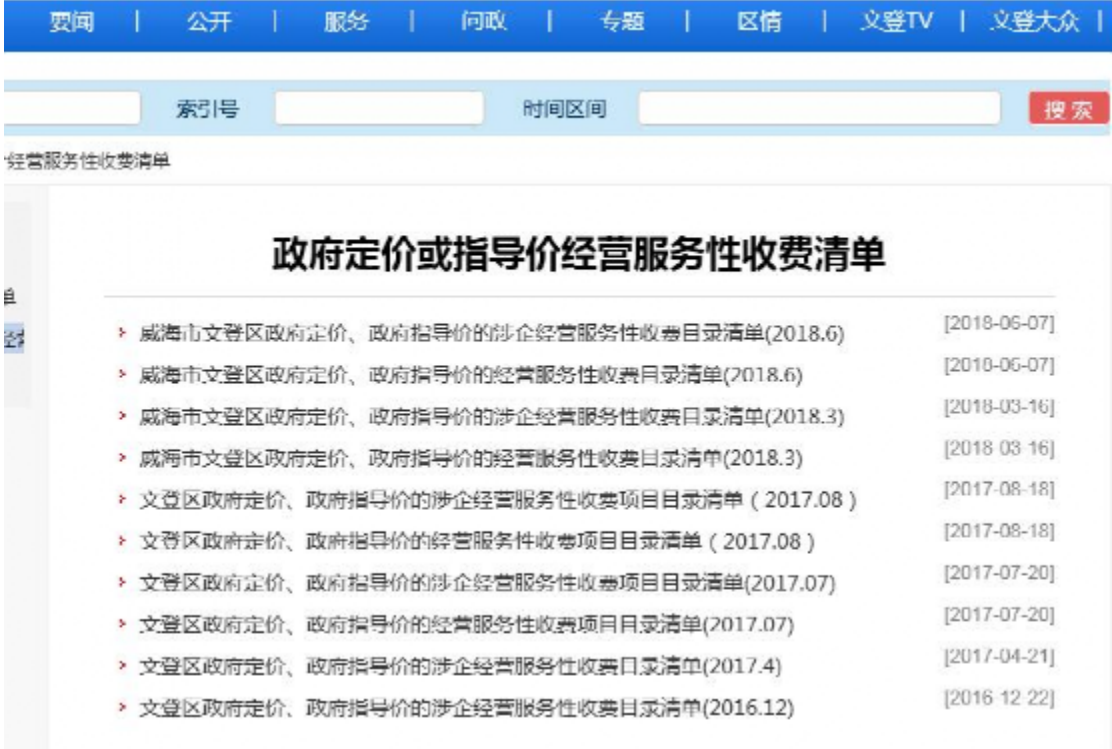 要闻 | 公开 | 服务 | 问政 | 专题 | 区情 | 文登TV | 文登大众 |
索引号 时间区间 搜索
经营服务性收费清单
政府定价或指导价经营服务性收费清单
单
威海市文登区政府定价、政府指导价的涉企经营服务性收费目录清单(2018.6) [2018-06-07]
威海市文登区政府定价、政府指导价的经营服务性收费目录清单(2018.6) [2018-06-07]
威海市文登区政府定价、政府指导价的涉企经营服务性收费目录清单(2018.3) [2018-03-16]
威海市文登区政府定价、政府指导价的经营服务性收费目录清单(2018.3) [2018-03-16]
文登区政府定价、政府指导价的涉企经营服务性收费项目目录清单（2017.08） [2017-08-18]
文登区政府定价、政府指导价的经营服务性收费项目目录清单（2017.08） [2017-08-18]
文登区政府定价、政府指导价的涉企经营服务性收费项目目录清单(2017.07) [2017-07-20]
文登区政府定价、政府指导价的经营服务性收费项目目录清单(2017.07) [2017-07-20]
文登区政府定价、政府指导价的涉企经营服务性收费目录清单(2017.4) [2017-04-21]
文登区政府定价、政府指导价的涉企经营服务性收费目录清单(2016.12) [2016-12-22]